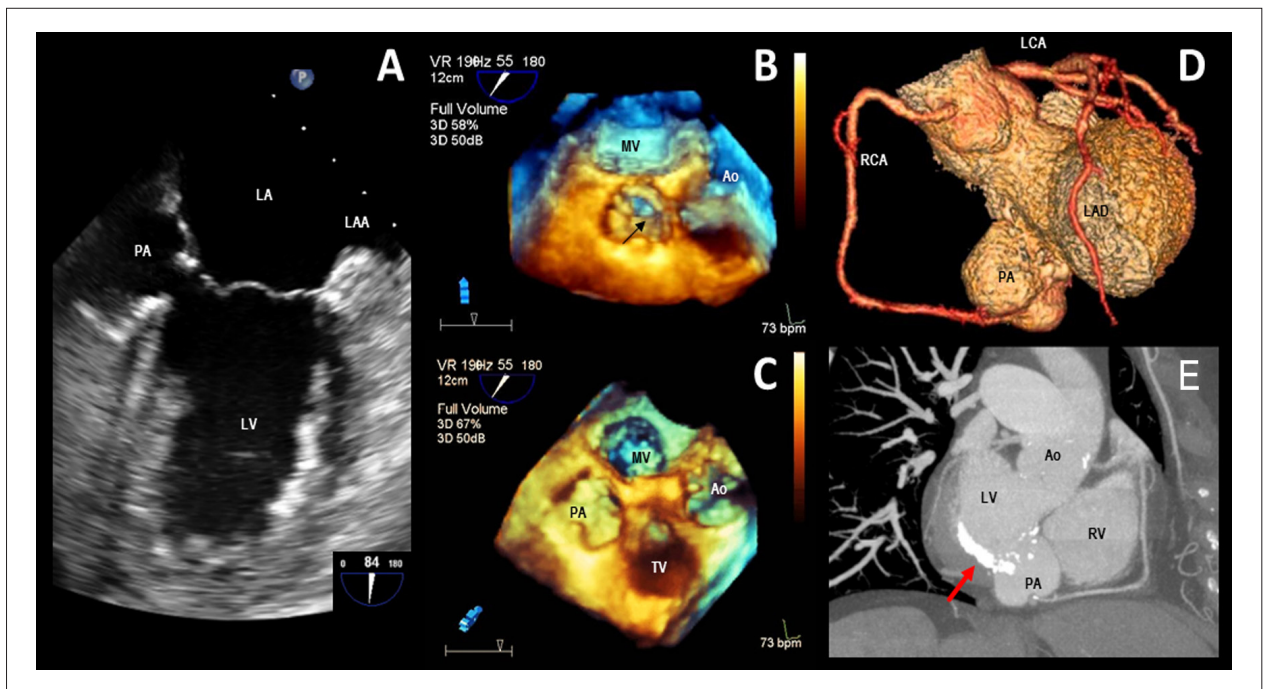 A
P
LA
LAA
PA
LV
0 84 180
VR 19Hz 55 180
12cm
Full Volume
3D 58%
3D 50dB
B
MV
Ao
73 bpm
VR 19Hz 55 180
12cm
Full Volume
3D 67%
3D 50dB
C
MV
Ao
PA
TV
73 bpm
LCA
D
RCA
LAD
PA
E
Ao
LV
RV
PA